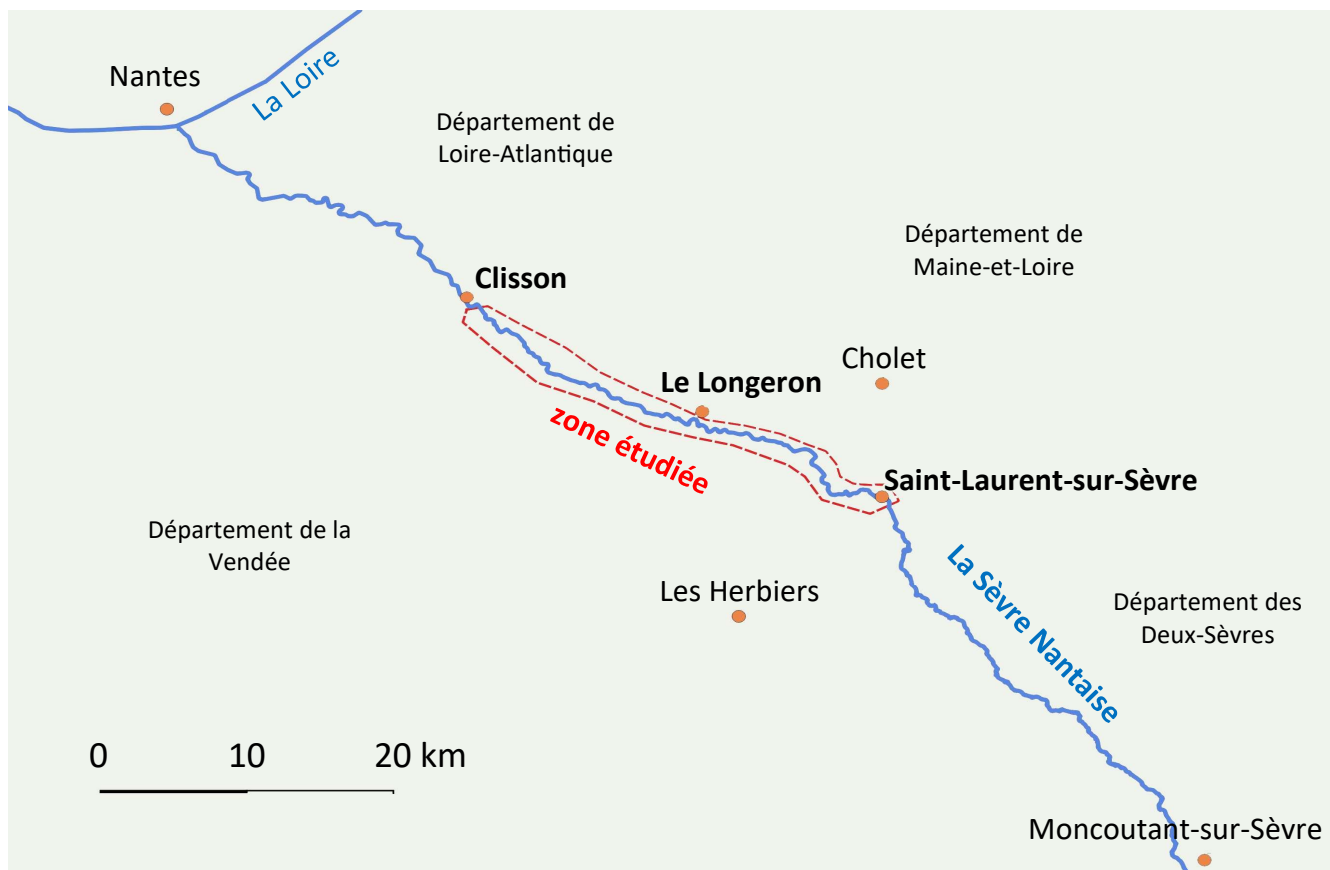 Nantes
La Loire
Département de
Loire-Atlantique
Département de
Maine-et-Loire
Clisson
Cholet
Le Longeron
zone étudiée
Saint-Laurent-sur-Sèvre
Département de la
Vendée
La Sèvre Nantaise
Les Herbiers
Département des
Deux-Sèvres
0 10 20 km
Moncoutant-sur-Sèvre